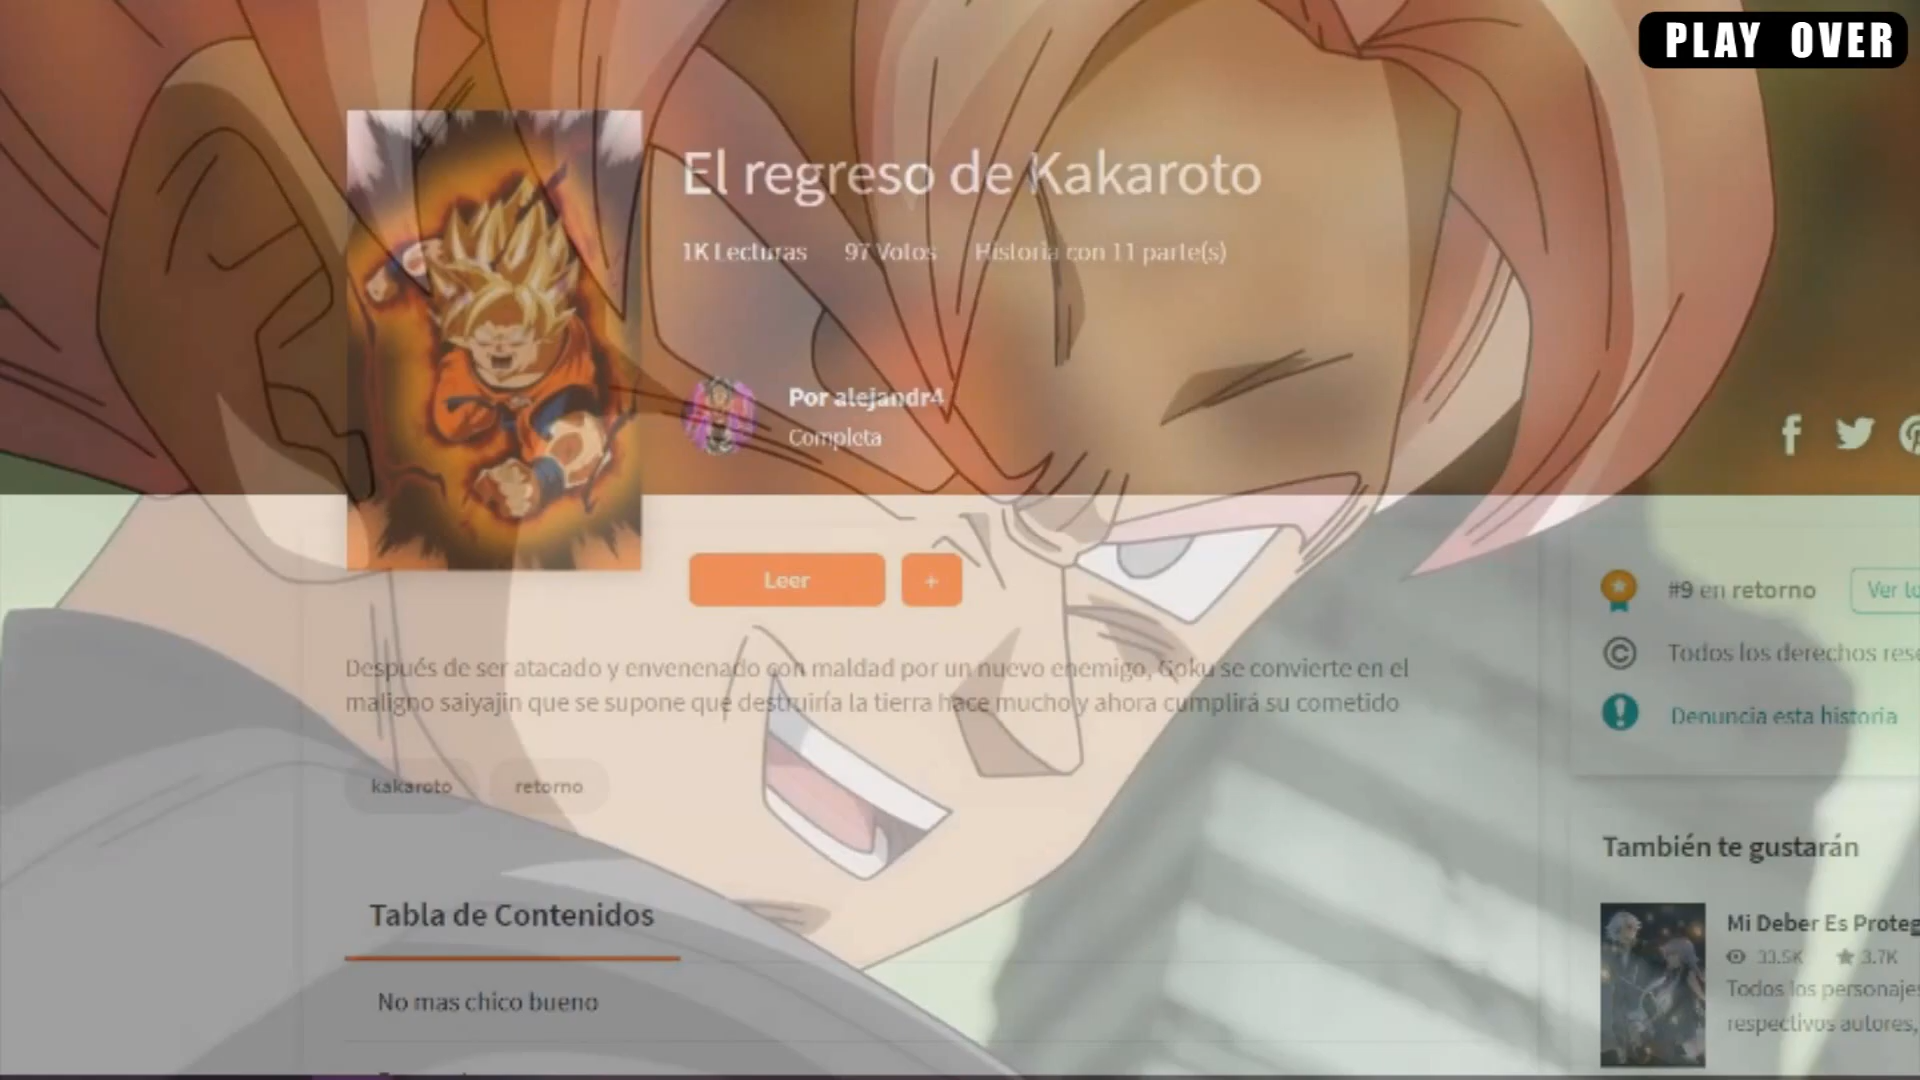 PLAY OVER
El regreso de Kakaroto
1K Lecturas 97 Votos Historia con 11 parte(s)
Por alejandr4
Completa
Leer +
Después de ser atacado y envenenado con maldad por un nuevo enemigo, Goku se convierte en el
maligno saiyajin que se supone que destruiría la tierra hace mucho y ahora cumplirá su cometido
kakaroto retorno
Tabla de Contenidos
No mas chico bueno
#9 en retorno Ver lo
Todos los derechos rese
Denuncia esta historia
También te gustarán
Mi Deber Es Proteg
33.5K 3.7K
Todos los personajes
respectivos autores,